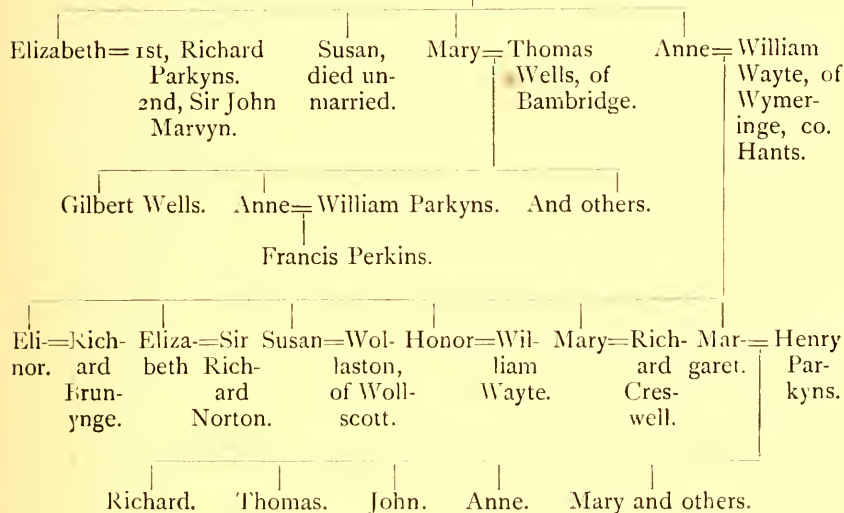 Elizabeth= 1st, Richard Susan, Mary=Thomas Anne=William
Parkyns. died un- Wells, of Wayte, of
2nd, Sir John married. Bambridge. Wymer-
Marvyn. inge, co.
Hants.
Gilbert Wells. Anne=William Parkyns. And others.
Francis Perkins.
Eli-=Rich- Eliza-=Sir Susan=Wol- Honor=Wil- Mary=Rich- Mar-= Henry
nor. ard beth Rich- laston, liam ard garet. Par-
Brun- ard of Woll- Wayte. Cres- kyns.
ynge. Norton. scott. well.
Richard. Thomas. John. Anne. Mary and others.